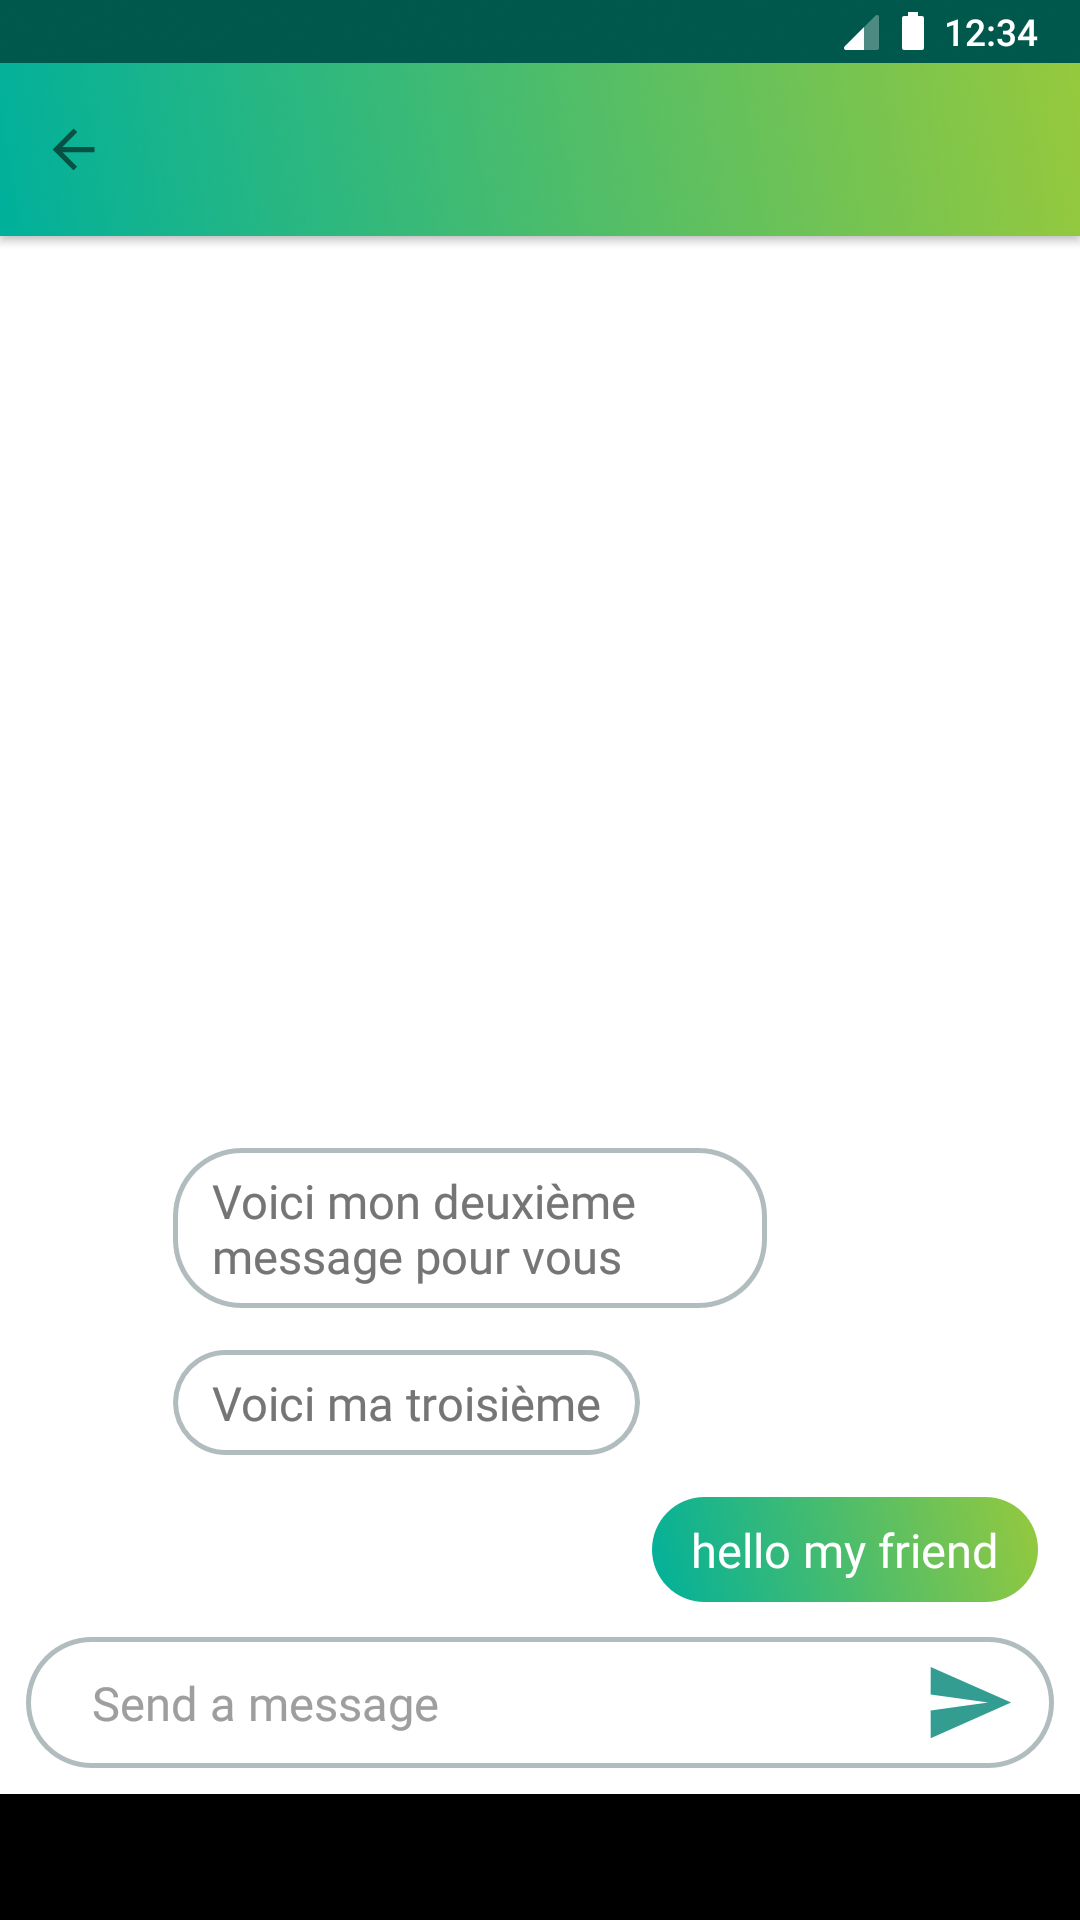 12:34
Voici mon deuxième
message pour vous
Voici ma troisième
hello my friend
Send a message